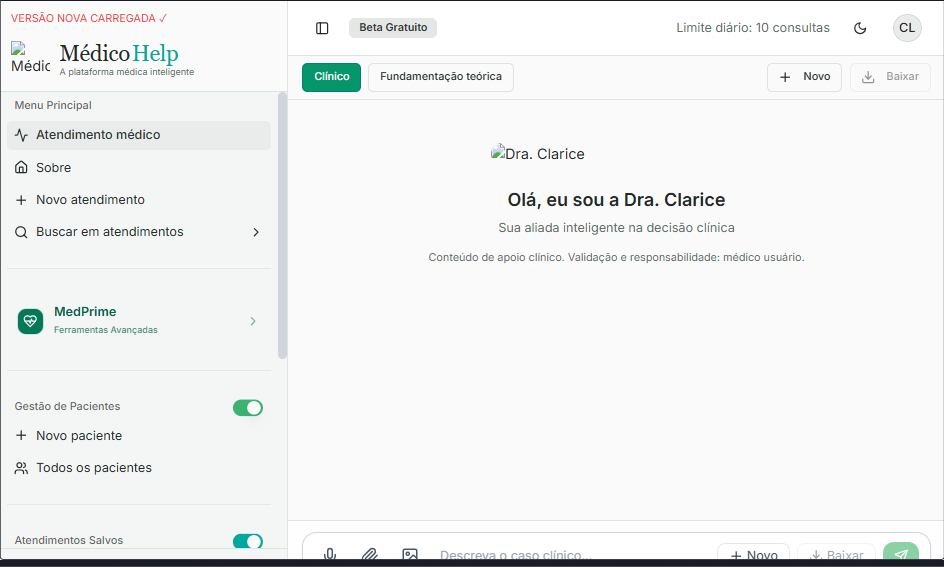 VERSÃO NOVA CARREGADA ✓
Médic
MédicoHelp
A plataforma médica inteligente
Menu Principal
Atendimento médico
Sobre
Novo atendimento
Buscar em atendimentos
MedPrime
Ferramentas Avançadas
Gestão de Pacientes
Novo paciente
Todos os pacientes
Atendimentos Salvos
Beta Gratuito
Limite diário: 10 consultas
CL
Clínico
Fundamentação teórica
Novo
Baixar
Dra. Clarice
Olá, eu sou a Dra. Clarice
Sua aliada inteligente na decisão clínica
Conteúdo de apoio clínico. Validação e responsabilidade: médico usuário.
Descreva o caso clínico...
Novo
Baixar